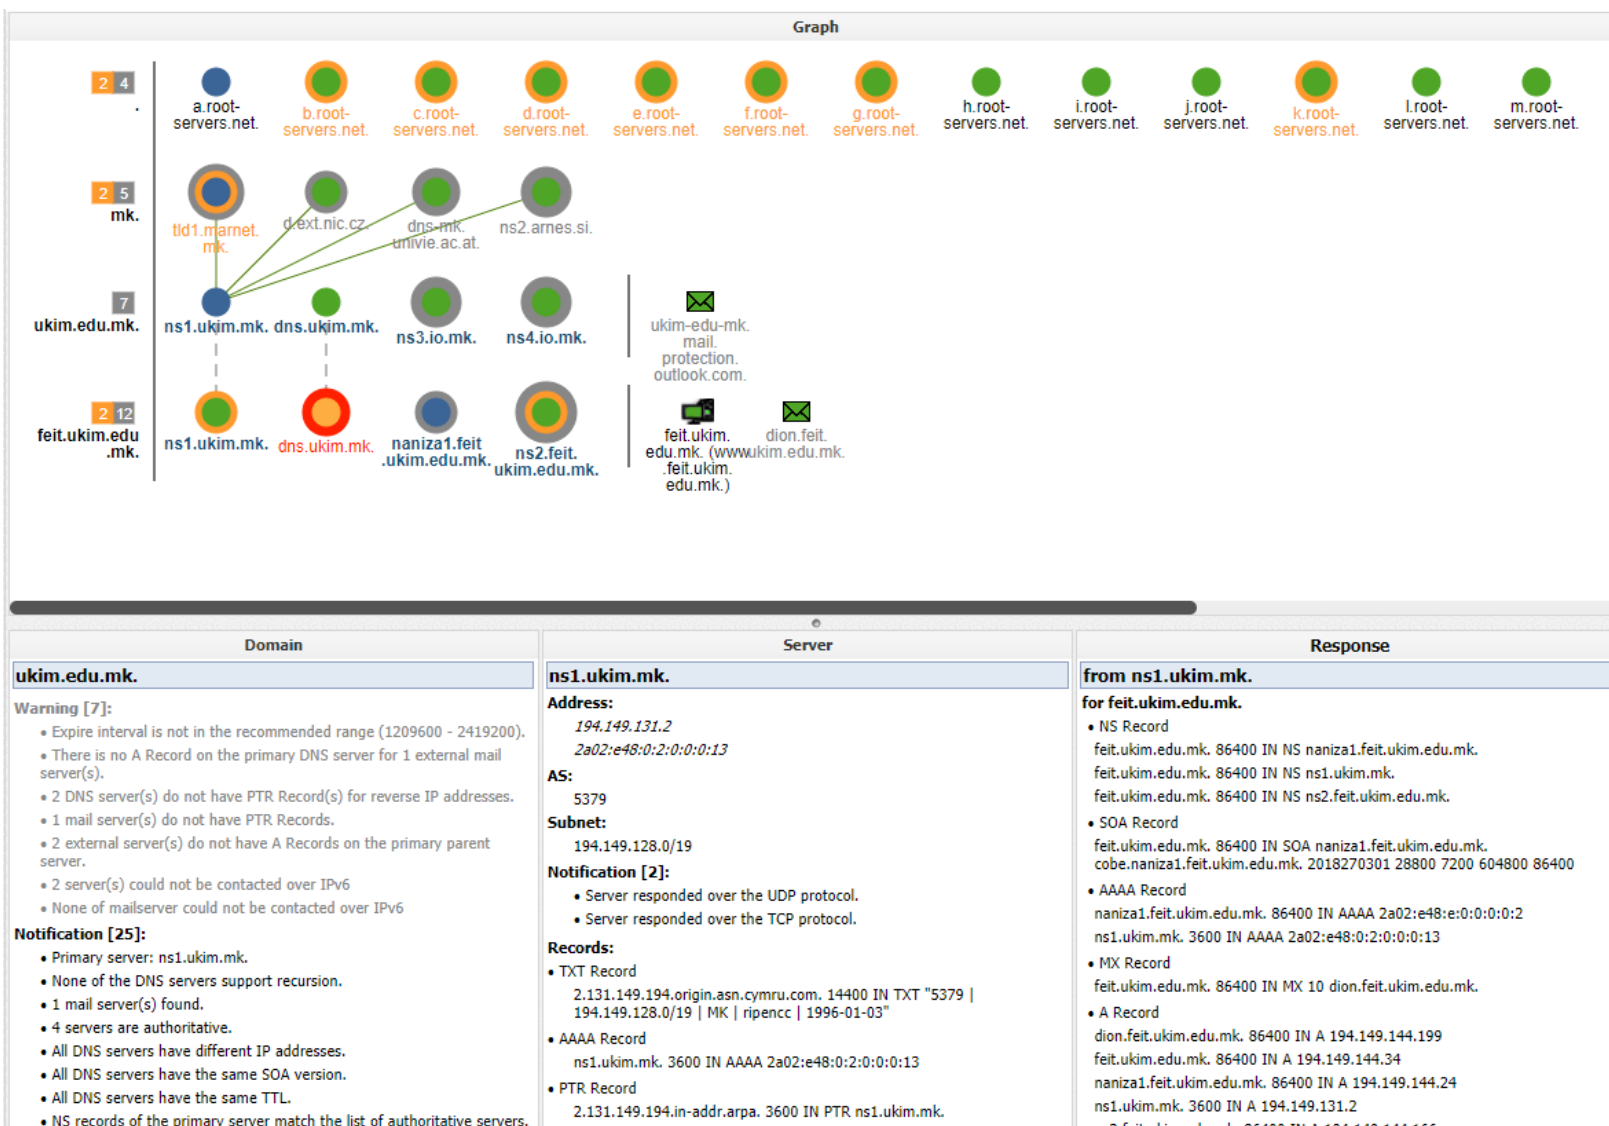 Graph
2 4
.
a.root-
servers.net.
b.root-
servers.net.
c.root-
servers.net.
d.root-
servers.net.
e.root-
servers.net.
f.root-
servers.net.
g.root-
servers.net.
h.root-
servers.net.
i.root-
servers.net.
j.root-
servers.net.
k.root-
servers.net.
l.root-
servers.net.
m.root-
servers.net.
2 5
mk.
tld1.marnet.
mk.
d.ext.nic.cz.
dns-mk.
univie.ac.at.
ns2.arnes.si.
7
ukim.edu.mk.
ns1.ukim.mk.
dns.ukim.mk.
ns3.io.mk.
ns4.io.mk.
ukim-edu-mk.
mail.
protection.
outlook.com.
2 12
feit.ukim.edu
.mk.
ns1.ukim.mk.
dns.ukim.mk.
naniza1.feit
.ukim.edu.mk.
ns2.feit.
ukim.edu.mk.
feit.ukim.
edu.mk. (www
.feit.ukim.
edu.mk.)
dion.feit.
ukim.edu.mk.
Domain
ukim.edu.mk.
Warning [7]:
• Expire interval is not in the recommended range (1209600 - 2419200).
• There is no A Record on the primary DNS server for 1 external mail
server(s).
• 2 DNS server(s) do not have PTR Record(s) for reverse IP addresses.
• 1 mail server(s) do not have PTR Records.
• 2 external server(s) do not have A Records on the primary parent
server.
• 2 server(s) could not be contacted over IPv6
• None of mailserver could not be contacted over IPv6
Notification [25]:
• Primary server: ns1.ukim.mk.
• None of the DNS servers support recursion.
• 1 mail server(s) found.
• 4 servers are authoritative.
• All DNS servers have different IP addresses.
• All DNS servers have the same SOA version.
• All DNS servers have the same TTL.
• NS records of the primary server match the list of authoritative servers.
Server
ns1.ukim.mk.
Address:
194.149.131.2
2a02:e48:0:2:0:0:0:13
AS:
5379
Subnet:
194.149.128.0/19
Notification [2]:
• Server responded over the UDP protocol.
• Server responded over the TCP protocol.
Records:
• TXT Record
2.131.149.194.origin.asn.cymru.com. 14400 IN TXT "5379 |
194.149.128.0/19 | MK | ripencc | 1996-01-03"
• AAAA Record
ns1.ukim.mk. 3600 IN AAAA 2a02:e48:0:2:0:0:0:13
• PTR Record
2.131.149.194.in-addr.arpa. 3600 IN PTR ns1.ukim.mk.
Response
from ns1.ukim.mk.
for feit.ukim.edu.mk.
• NS Record
feit.ukim.edu.mk. 86400 IN NS naniza1.feit.ukim.edu.mk.
feit.ukim.edu.mk. 86400 IN NS ns1.ukim.mk.
feit.ukim.edu.mk. 86400 IN NS ns2.feit.ukim.edu.mk.
• SOA Record
feit.ukim.edu.mk. 86400 IN SOA naniza1.feit.ukim.edu.mk.
cobe.naniza1.feit.ukim.edu.mk. 2018270301 28800 7200 604800 86400
• AAAA Record
naniza1.feit.ukim.edu.mk. 86400 IN AAAA 2a02:e48:e:0:0:0:0:2
ns1.ukim.mk. 3600 IN AAAA 2a02:e48:0:2:0:0:0:13
• MX Record
feit.ukim.edu.mk. 86400 IN MX 10 dion.feit.ukim.edu.mk.
• A Record
dion.feit.ukim.edu.mk. 86400 IN A 194.149.144.199
feit.ukim.edu.mk. 86400 IN A 194.149.144.34
naniza1.feit.ukim.edu.mk. 86400 IN A 194.149.144.24
ns1.ukim.mk. 3600 IN A 194.149.131.2